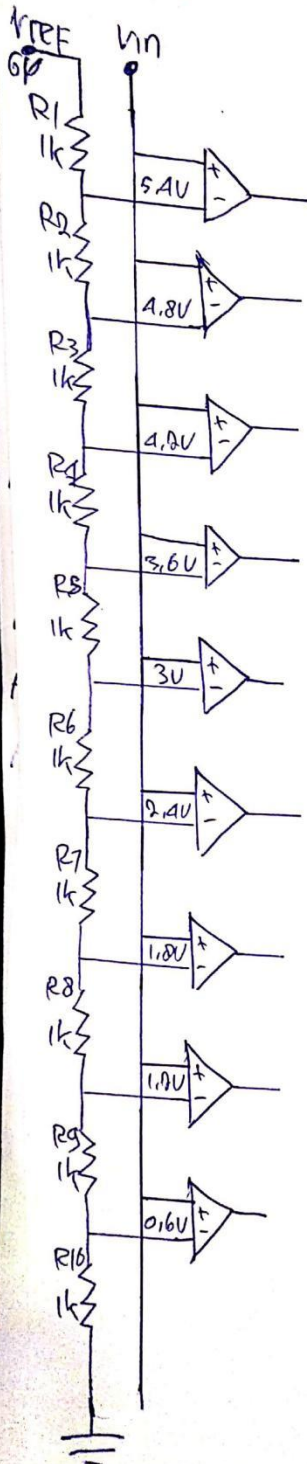 VREF
6V
Vin
R1
1k
+
5.4V
-
R2
1k
+
4.8V
-
R3
1k
+
4.2V
-
R4
1k
+
3,6V
-
R5
1k
+
3V
-
R6
1k
+
2.4V
-
R7
1k
+
1.8V
-
R8
1k
+
1.2V
-
R9
1k
+
0,6V
-
R10
1k